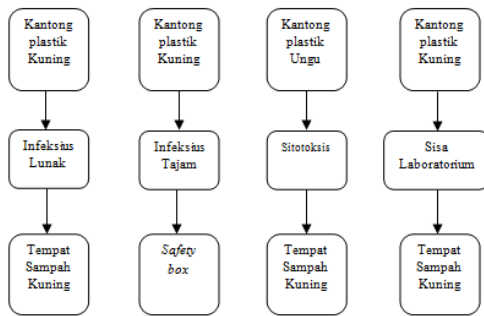 Kantong
plastik
Kuning
Infeksius
Lunak
Tempat
Sampah
Kuning
Kantong
plastik
Kuning
Infeksius
Tajam
Safety
box
Kantong
plastik
Ungu
Sitotoksis
Tempat
Sampah
Kuning
Kantong
plastik
Kuning
Sisa
Laboratorium
Tempat
Sampah
Kuning